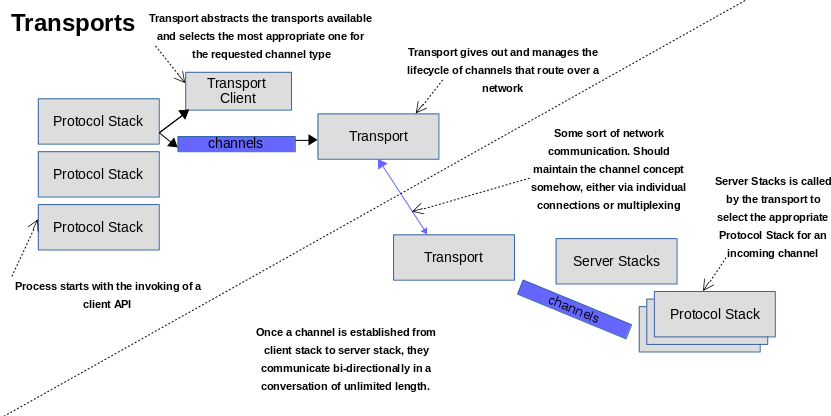 Transports
Transport abstracts the transports available
and selects the most appropriate one for
the requested channel type
Transport
Client
Transport gives out and manages the
lifecycle of channels that route over a
network
Protocol Stack
channels
Transport
Protocol Stack
Protocol Stack
Some sort of network
communication. Should
maintain the channel concept
somehow, either via individual
connections or multiplexing
Server Stacks is called
by the transport to
select the appropriate
Protocol Stack for an
incoming channel
Process starts with the invoking of a
client API
Transport
Server Stacks
channels
Protocol Stack
Once a channel is established from
client stack to server stack, they
communicate bi-directionally in a
conversation of unlimited length.